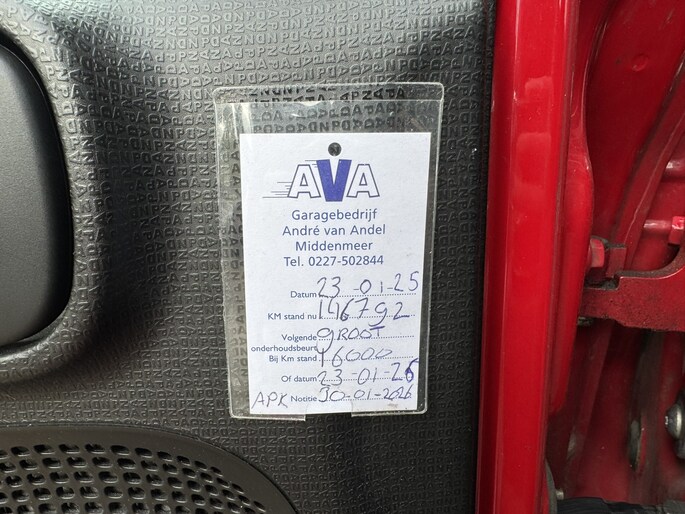 AVA
Garagebedrijf
André van Andel
Middenmeer
Tel. 0227-502844
Datum 23-01-25
KM stand nu 146792
Volgende groot
onderhoudsbeurt
Bij Km stand 16000
Of datum 23-01-26
APK Notitie 30-01-2026